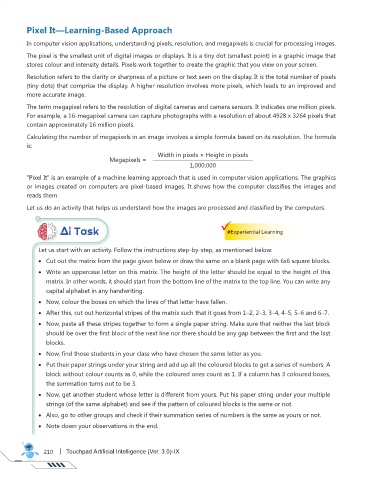 Pixel It—Learning-Based Approach
In computer vision applications, understanding pixels, resolution, and megapixels is crucial for processing images.
The pixel is the smallest unit of digital images or displays. It is a tiny dot (smallest point) in a graphic image that
stores colour and intensity details. Pixels work together to create the graphic that you view on your screen.
Resolution refers to the clarity or sharpness of a picture or text seen on the display. It is the total number of pixels
(tiny dots) that comprise the display. A higher resolution involves more pixels, which leads to an improved and
more accurate image.
The term megapixel refers to the resolution of digital cameras and camera sensors. It indicates one million pixels.
For example, a 16-megapixel camera can capture photographs with a resolution of about 4928 x 3264 pixels that
contain approximately 16 million pixels.
Calculating the number of megapixels in an image involves a simple formula based on its resolution. The formula
is:
Megapixels = Width in pixels × Height in pixels
1,000,000
"Pixel It" is an example of a machine learning approach that is used in computer vision applications. The graphics
or images created on computers are pixel-based images. It shows how the computer classifies the images and
reads them.
Let us do an activity that helps us understand how the images are processed and classified by the computers.
Ai Task
#Experiential Learning
Let us start with an activity. Follow the instructions step-by-step, as mentioned below:
• Cut out the matrix from the page given below or draw the same on a blank page with 6x6 square blocks.
• Write an uppercase letter on this matrix. The height of the letter should be equal to the height of this
matrix. In other words, it should start from the bottom line of the matrix to the top line. You can write any
capital alphabet in any handwriting.
• Now, colour the boxes on which the lines of that letter have fallen.
• After this, cut out horizontal stripes of the matrix such that it goes from 1–2, 2–3, 3–4, 4–5, 5–6 and 6–7.
• Now, paste all these stripes together to form a single paper string. Make sure that neither the last block
should be over the first block of the next line nor there should be any gap between the first and the last
blocks.
• Now, find those students in your class who have chosen the same letter as you.
• Put their paper strings under your string and add up all the coloured blocks to get a series of numbers. A
block without colour counts as 0, while the coloured ones count as 1. If a column has 3 coloured boxes,
the summation turns out to be 3.
• Now, get another student whose letter is different from yours. Put his paper string under your multiple
strings (of the same alphabet) and see if the pattern of coloured blocks is the same or not.
• Also, go to other groups and check if their summation series of numbers is the same as yours or not.
• Note down your observations in the end.
210 | Touchpad Artificial Intelligence (Ver. 3.0)-IX